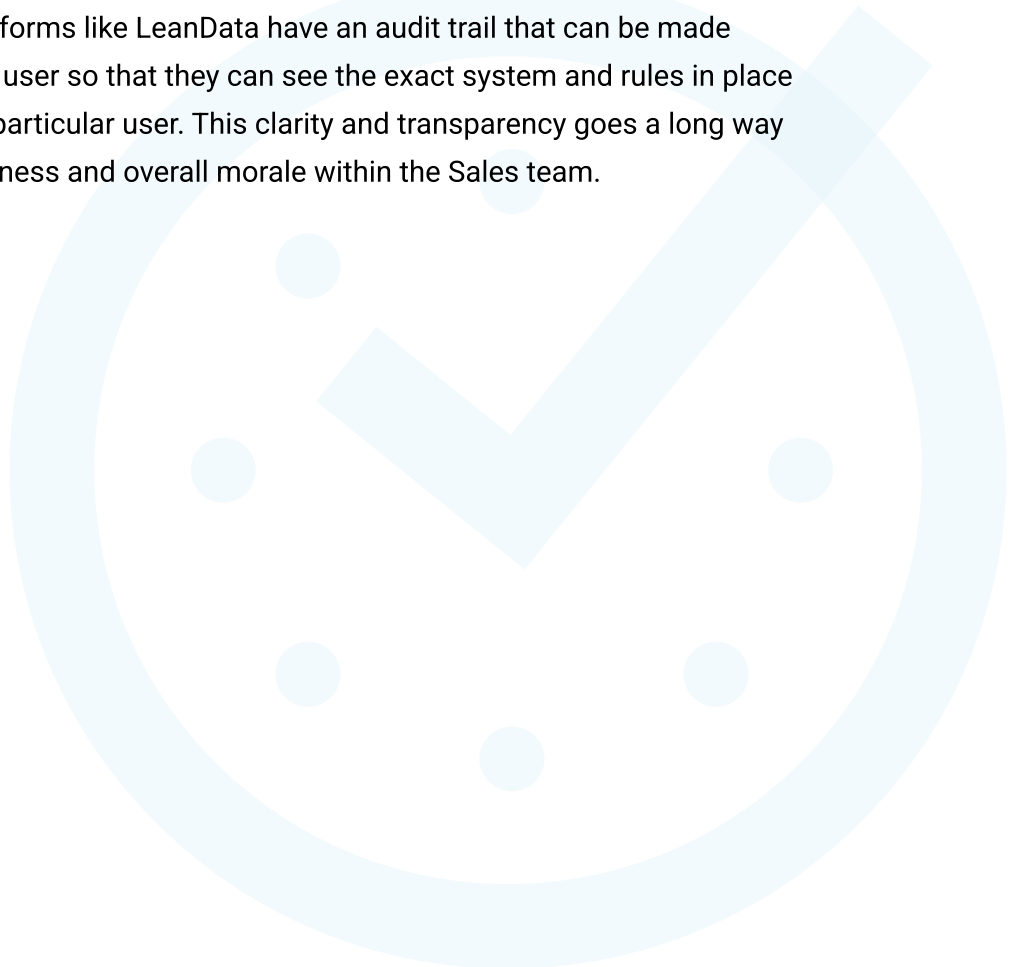 forms like LeanData have an audit trail that can be made
user so that they can see the exact system and rules in place
particular user. This clarity and transparency goes a long way
ness and overall morale within the Sales team.